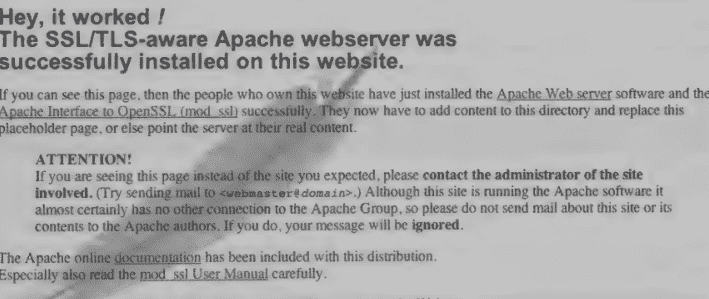 Hey, it worked !
The SSL/TLS-aware Apache webserver was
successfully installed on this website.
If you can see this page, then the people who own this website have just installed the Apache Web server software and the
Apache Interface to OpenSSL (mod_ssl) successfully. They now have to add content to this directory and replace this
placeholder page, or else point the server at their real content.
ATTENTION!
If you are seeing this page instead of the site you expected, please contact the administrator of the site
involved. (Try sending mail to <webmaster@domain>.) Although this site is running the Apache software it
almost certainly has no other connection to the Apache Group, so please do not send mail about this site or its
contents to the Apache authors. If you do, your message will be ignored.
The Apache online documentation has been included with this distribution.
Especially also read the mod_ssl User Manual carefully.